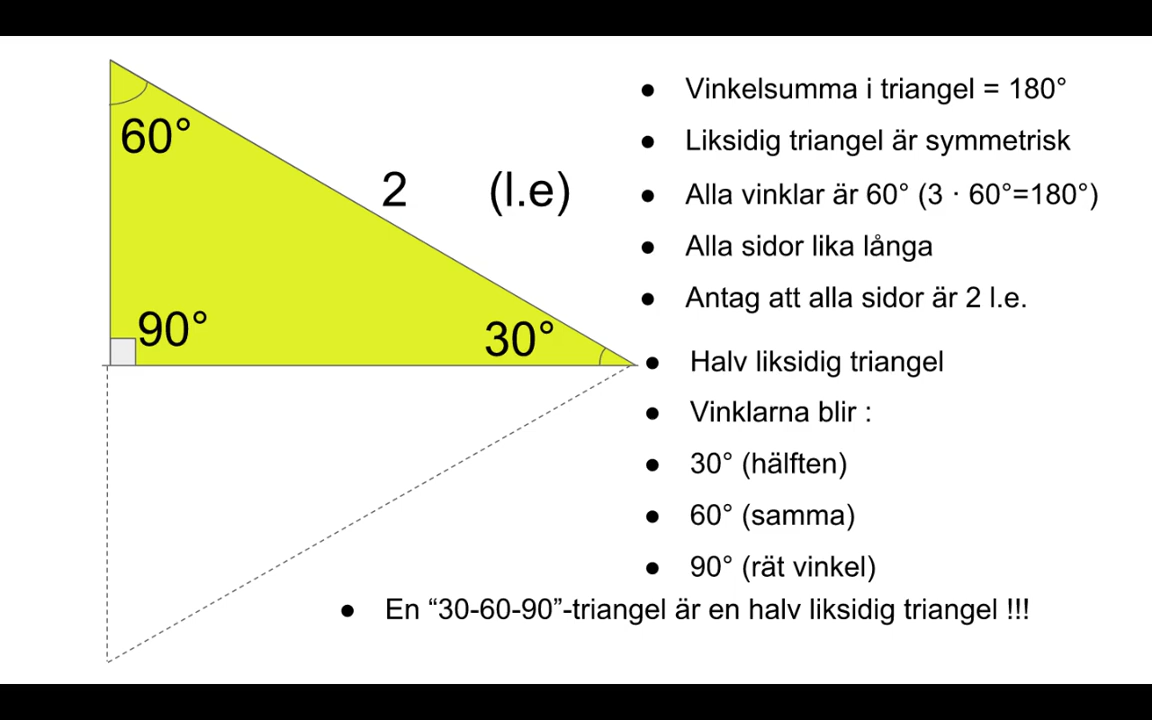 60°
2 (l.e)
90°
30°
● Vinkelsumma i triangel = 180°
● Liksidig triangel är symmetrisk
● Alla vinklar är 60° (3 · 60°=180°)
● Alla sidor lika långa
● Antag att alla sidor är 2 l.e.
● Halv liksidig triangel
● Vinklarna blir :
● 30° (hälften)
● 60° (samma)
● 90° (rät vinkel)
● En “30-60-90”-triangel är en halv liksidig triangel !!!